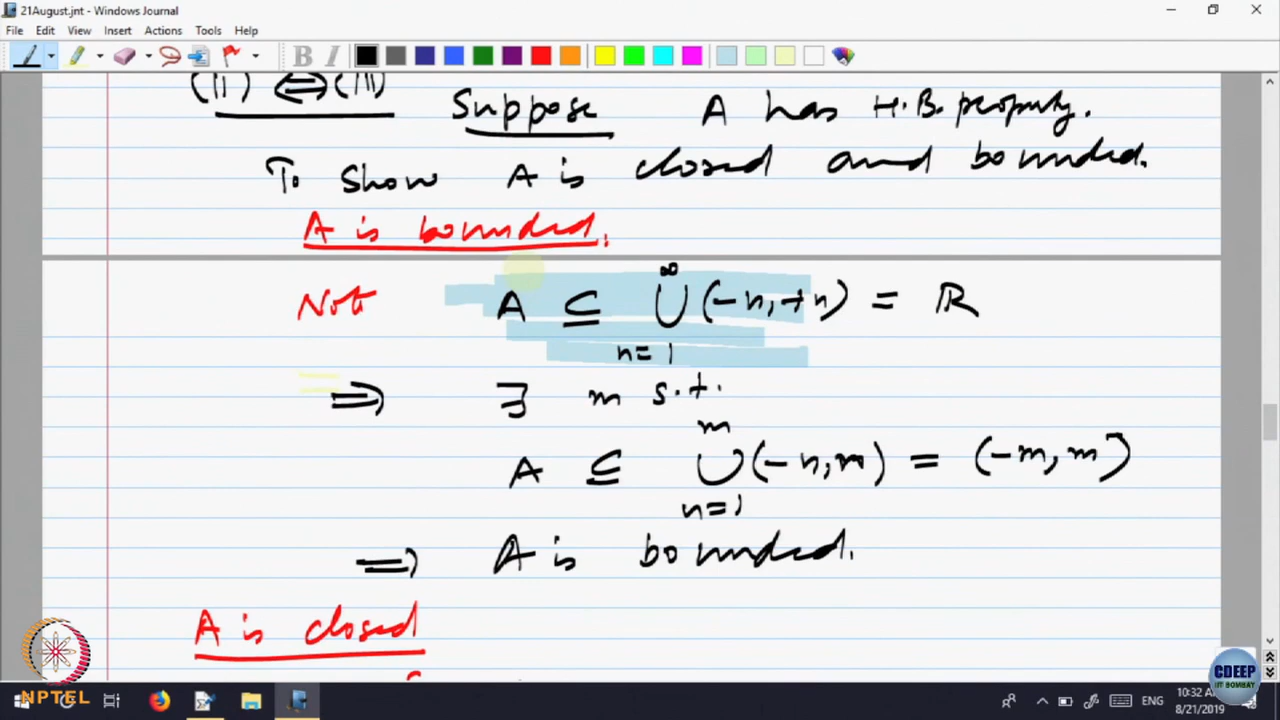 21August.jnt - Windows Journal
File Edit View Insert Actions Tools Help
(II) ⟺ (III) Suppose A has H.B. property.
To Show A is closed and bounded.
A is bounded.
Note A ⊆ ∞ ∪ n=1 (-n,+n) = ℝ
⟹ ∃ m s.t.
A ⊆ m ∪ n=1 (-n,m) = (-m,m)
⟹ A is bounded.
A is closed
NPTEL
CDEEP
IIT BOMBAY
ENG
10:32 A
8/21/2019